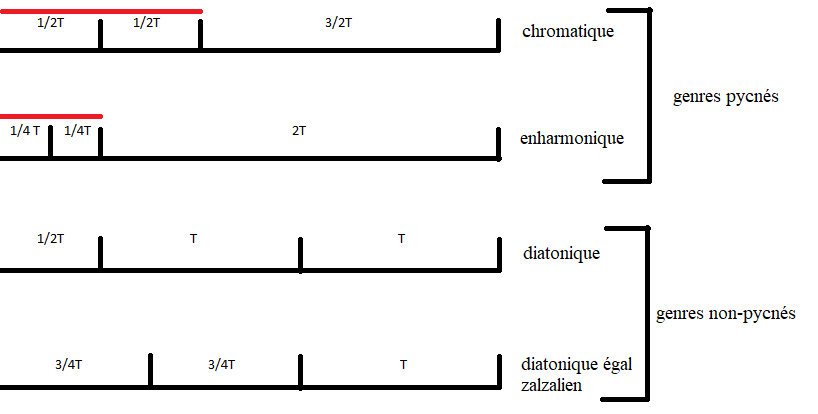 1/2T 1/2T 3/2T
chromatique
genres pycnés
1/4 T 1/4T 2T
enharmonique
1/2T T T
diatonique
genres non-pycnés
3/4T 3/4T T
diatonique égal
zalzalien